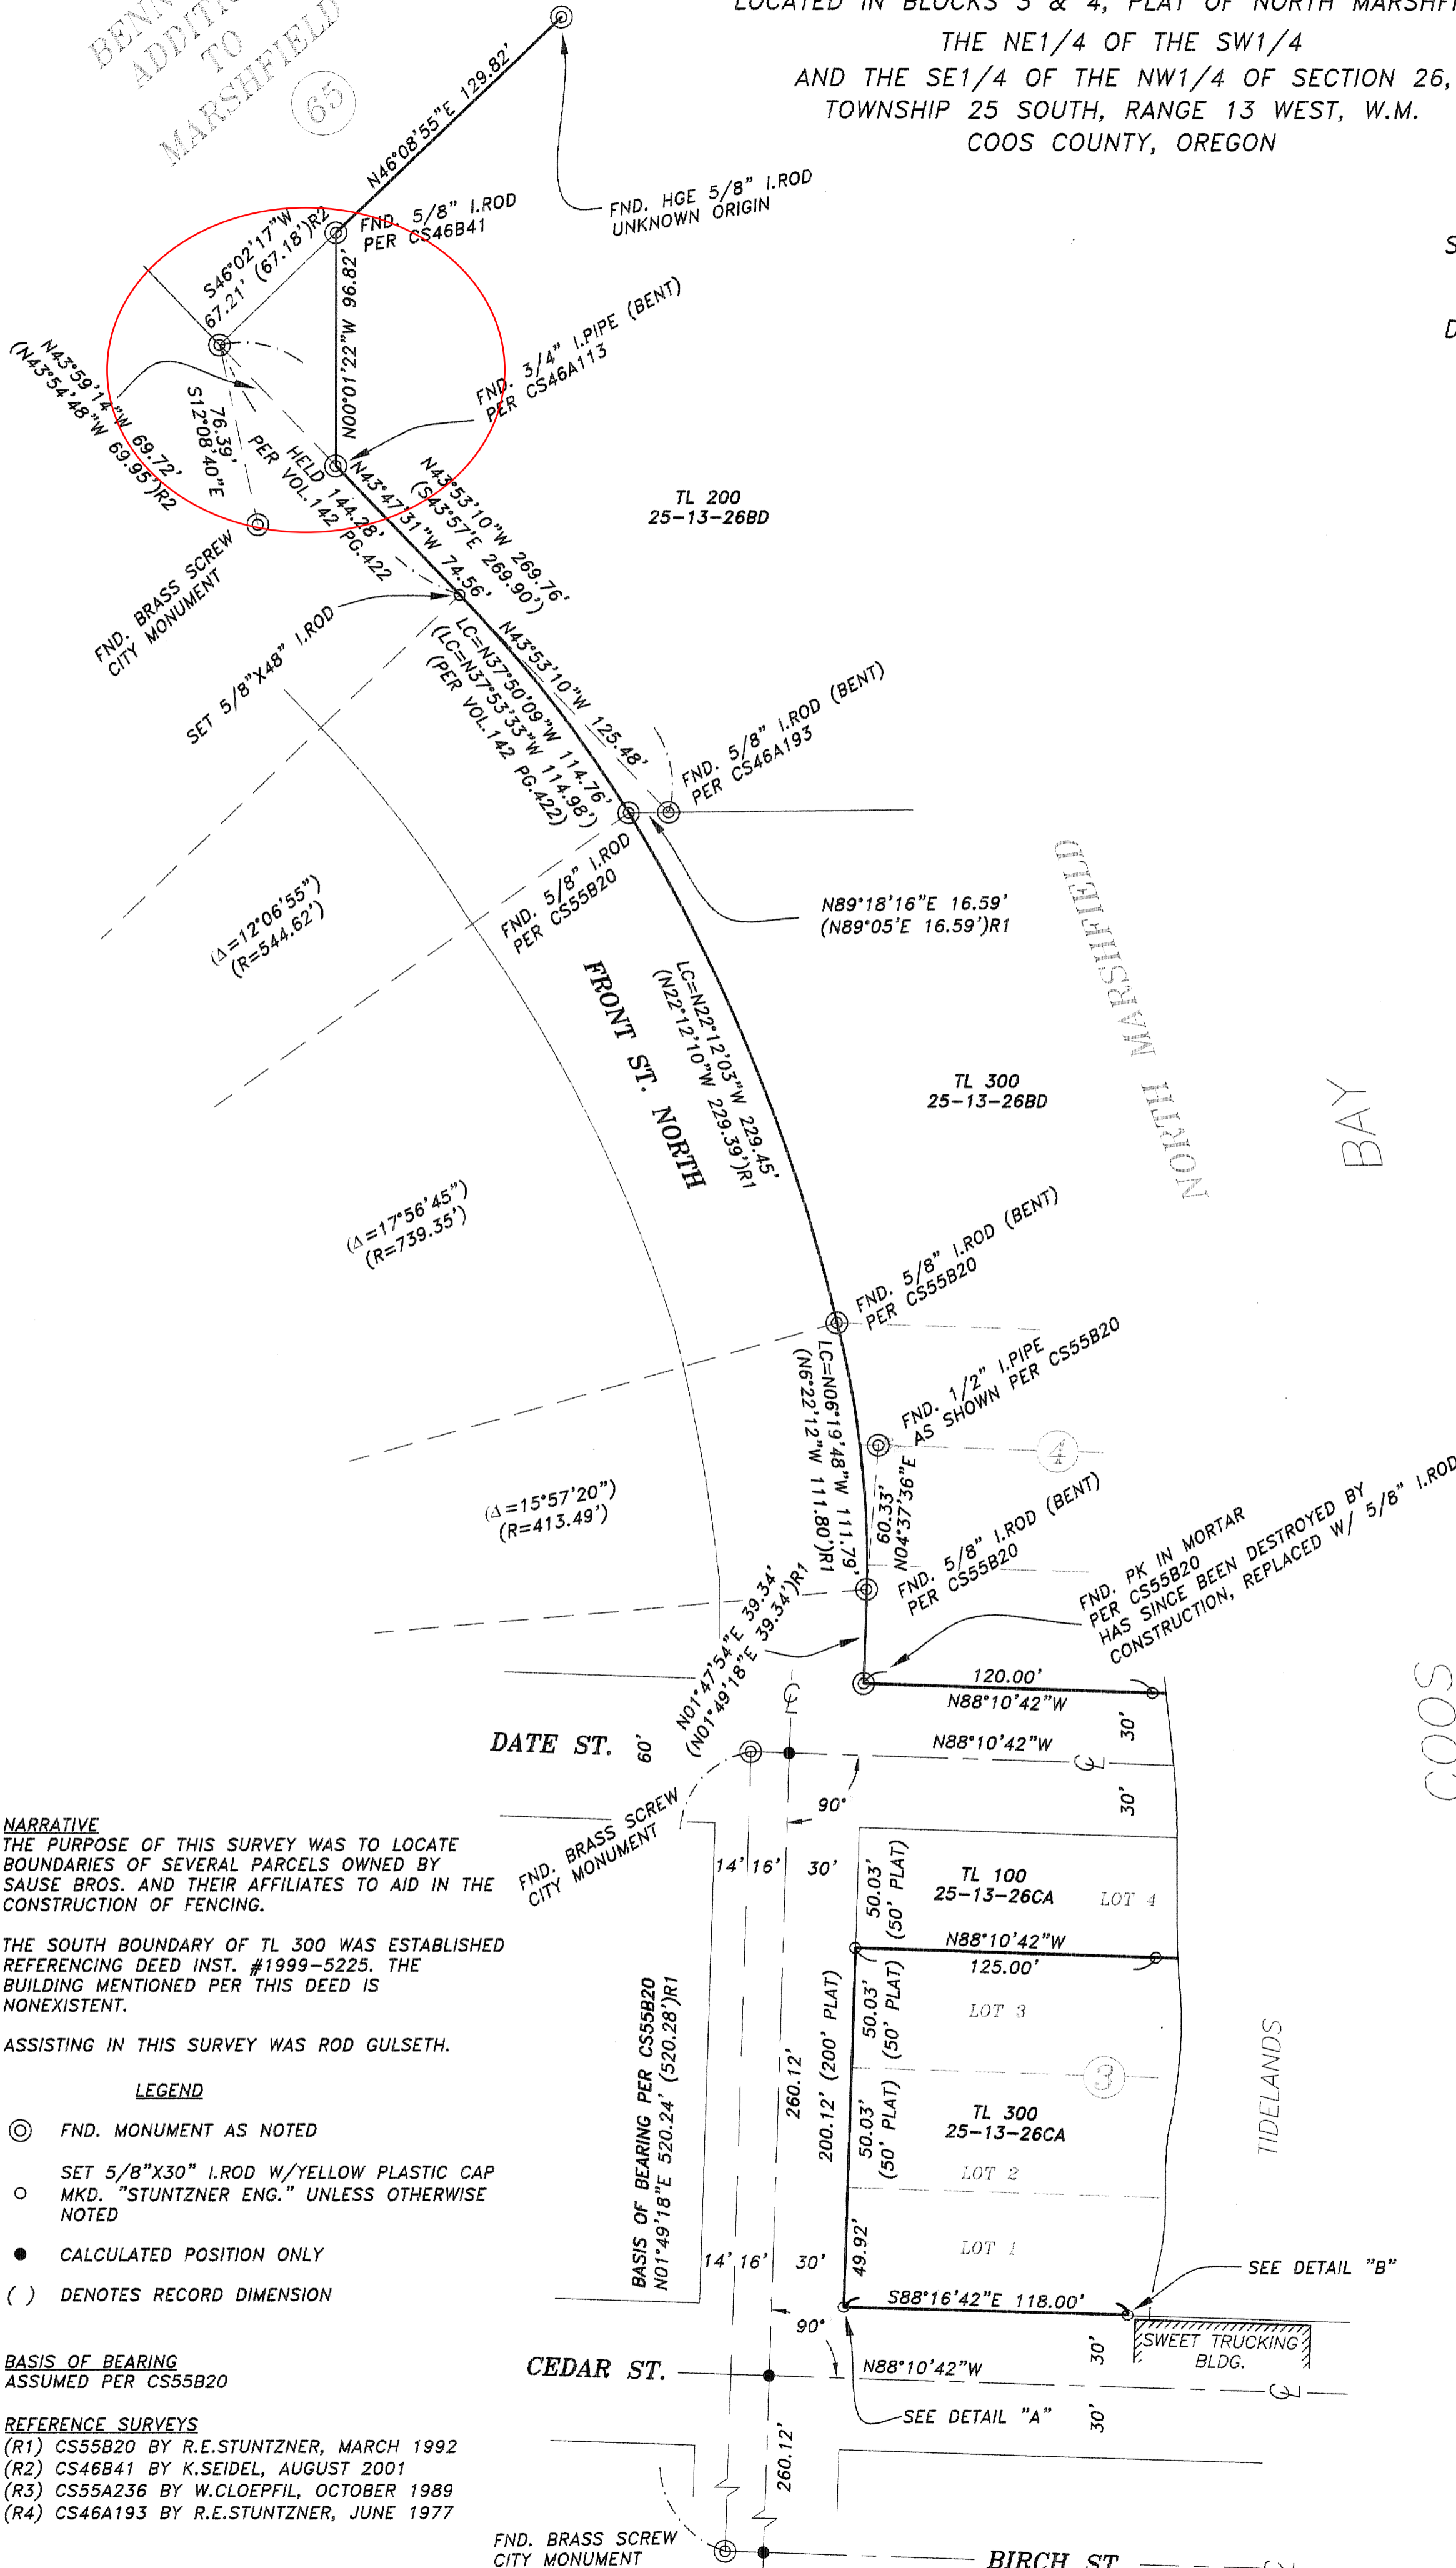 BENN
ADDITI
TO
MARSHFIELD
65
LOCATED IN BLOCKS 3 & 4, PLAT OF NORTH MARSHFI
THE NE1/4 OF THE SW1/4
AND THE SE1/4 OF THE NW1/4 OF SECTION 26,
TOWNSHIP 25 SOUTH, RANGE 13 WEST, W.M.
COOS COUNTY, OREGON
S
D
N46°08'55"E 129.82'
FND. HGE 5/8" I.ROD
UNKNOWN ORIGIN
FND. 5/8" I.ROD
PER CS46B41
S46°02'17"W
67.21' (67.18')R2
N00°01'22"W 96.82'
FND. 3/4" I.PIPE (BENT)
PER CS46A113
N43°59'14"W 69.72'
(N43°54'48"W 69.95')R2
76.39'
S12°08'40"E
HELD 144.28'
PER VOL.142 PG.422
N43°47'31"W 74.56'
N43°53'10"W 269.76'
(S43°57'E 269.90')
TL 200
25-13-26BD
FND. BRASS SCREW
CITY MONUMENT
SET 5/8"X48" I.ROD
N43°53'10"W 125.48'
LC=N37°50'09"W 114.76'
(LC=N37°53'33"W 114.98')
(PER VOL.142 PG.422)
FND. 5/8" I.ROD (BENT)
PER CS46A193
FND. 5/8" I.ROD
PER CS55B20
N89°18'16"E 16.59'
(N89°05'E 16.59')R1
(Δ=12°06'55")
(R=544.62')
FRONT ST. NORTH
LC=N22°12'03"W 229.45'
(N22°12'10"W 229.39')R1
NORTH MARSHFIELD
TL 300
25-13-26BD
BAY
(Δ=17°56'45")
(R=739.35')
FND. 5/8" I.ROD (BENT)
PER CS55B20
LC=N06°19'48"W 111.79'
(N6°22'12"W 111.80')R1
FND. 1/2" I.PIPE
AS SHOWN PER CS55B20
4
60.33'
N04°37'36"E
(Δ=15°57'20")
(R=413.49')
FND. 5/8" I.ROD (BENT)
PER CS55B20
FND. PK IN MORTAR
PER CS55B20
HAS SINCE BEEN DESTROYED BY
CONSTRUCTION, REPLACED W/ 5/8" I.ROD
N01°47'54"E 39.34'
(N01°49'18"E 39.34')R1
120.00'
N88°10'42"W
30'
COOS
DATE ST.
60'
N88°10'42"W
30'
90°
FND. BRASS SCREW
CITY MONUMENT
14' 16' 30'
50.03'
(50' PLAT)
TL 100
25-13-26CA
LOT 4
N88°10'42"W
125.00'
NARRATIVE
THE PURPOSE OF THIS SURVEY WAS TO LOCATE
BOUNDARIES OF SEVERAL PARCELS OWNED BY
SAUSE BROS. AND THEIR AFFILIATES TO AID IN THE
CONSTRUCTION OF FENCING.
THE SOUTH BOUNDARY OF TL 300 WAS ESTABLISHED
REFERENCING DEED INST. #1999-5225. THE
BUILDING MENTIONED PER THIS DEED IS
NONEXISTENT.
ASSISTING IN THIS SURVEY WAS ROD GULSETH.
BASIS OF BEARING PER CS55B20
N01°49'18"E 520.24' (520.28')R1
260.12'
200.12' (200' PLAT)
50.03'
(50' PLAT)
LOT 3
3
50.03'
(50' PLAT)
TL 300
25-13-26CA
LOT 2
TIDELANDS
LEGEND
FND. MONUMENT AS NOTED
SET 5/8"X30" I.ROD W/YELLOW PLASTIC CAP
MKD. "STUNTZNER ENG." UNLESS OTHERWISE
NOTED
CALCULATED POSITION ONLY
( ) DENOTES RECORD DIMENSION
14' 16' 30'
49.92'
LOT 1
SEE DETAIL "B"
S88°16'42"E 118.00'
90°
SWEET TRUCKING
BLDG.
30'
CEDAR ST.
N88°10'42"W
SEE DETAIL "A"
30'
BASIS OF BEARING
ASSUMED PER CS55B20
REFERENCE SURVEYS
(R1) CS55B20 BY R.E.STUNTZNER, MARCH 1992
(R2) CS46B41 BY K.SEIDEL, AUGUST 2001
(R3) CS55A236 BY W.CLOEPFIL, OCTOBER 1989
(R4) CS46A193 BY R.E.STUNTZNER, JUNE 1977
260.12'
FND. BRASS SCREW
CITY MONUMENT
BIRCH ST